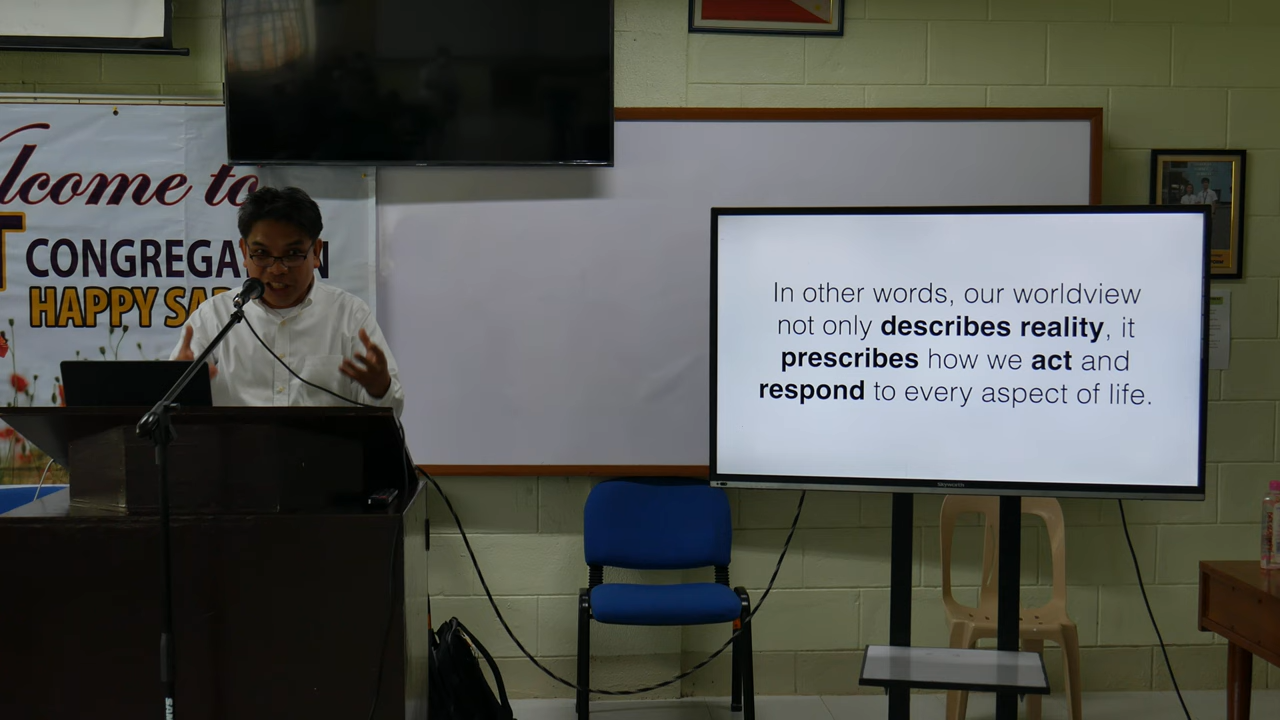 lcome to
T CONGREGA N
HAPPY SA
In other words, our worldview
not only describes reality, it
prescribes how we act and
respond to every aspect of life.